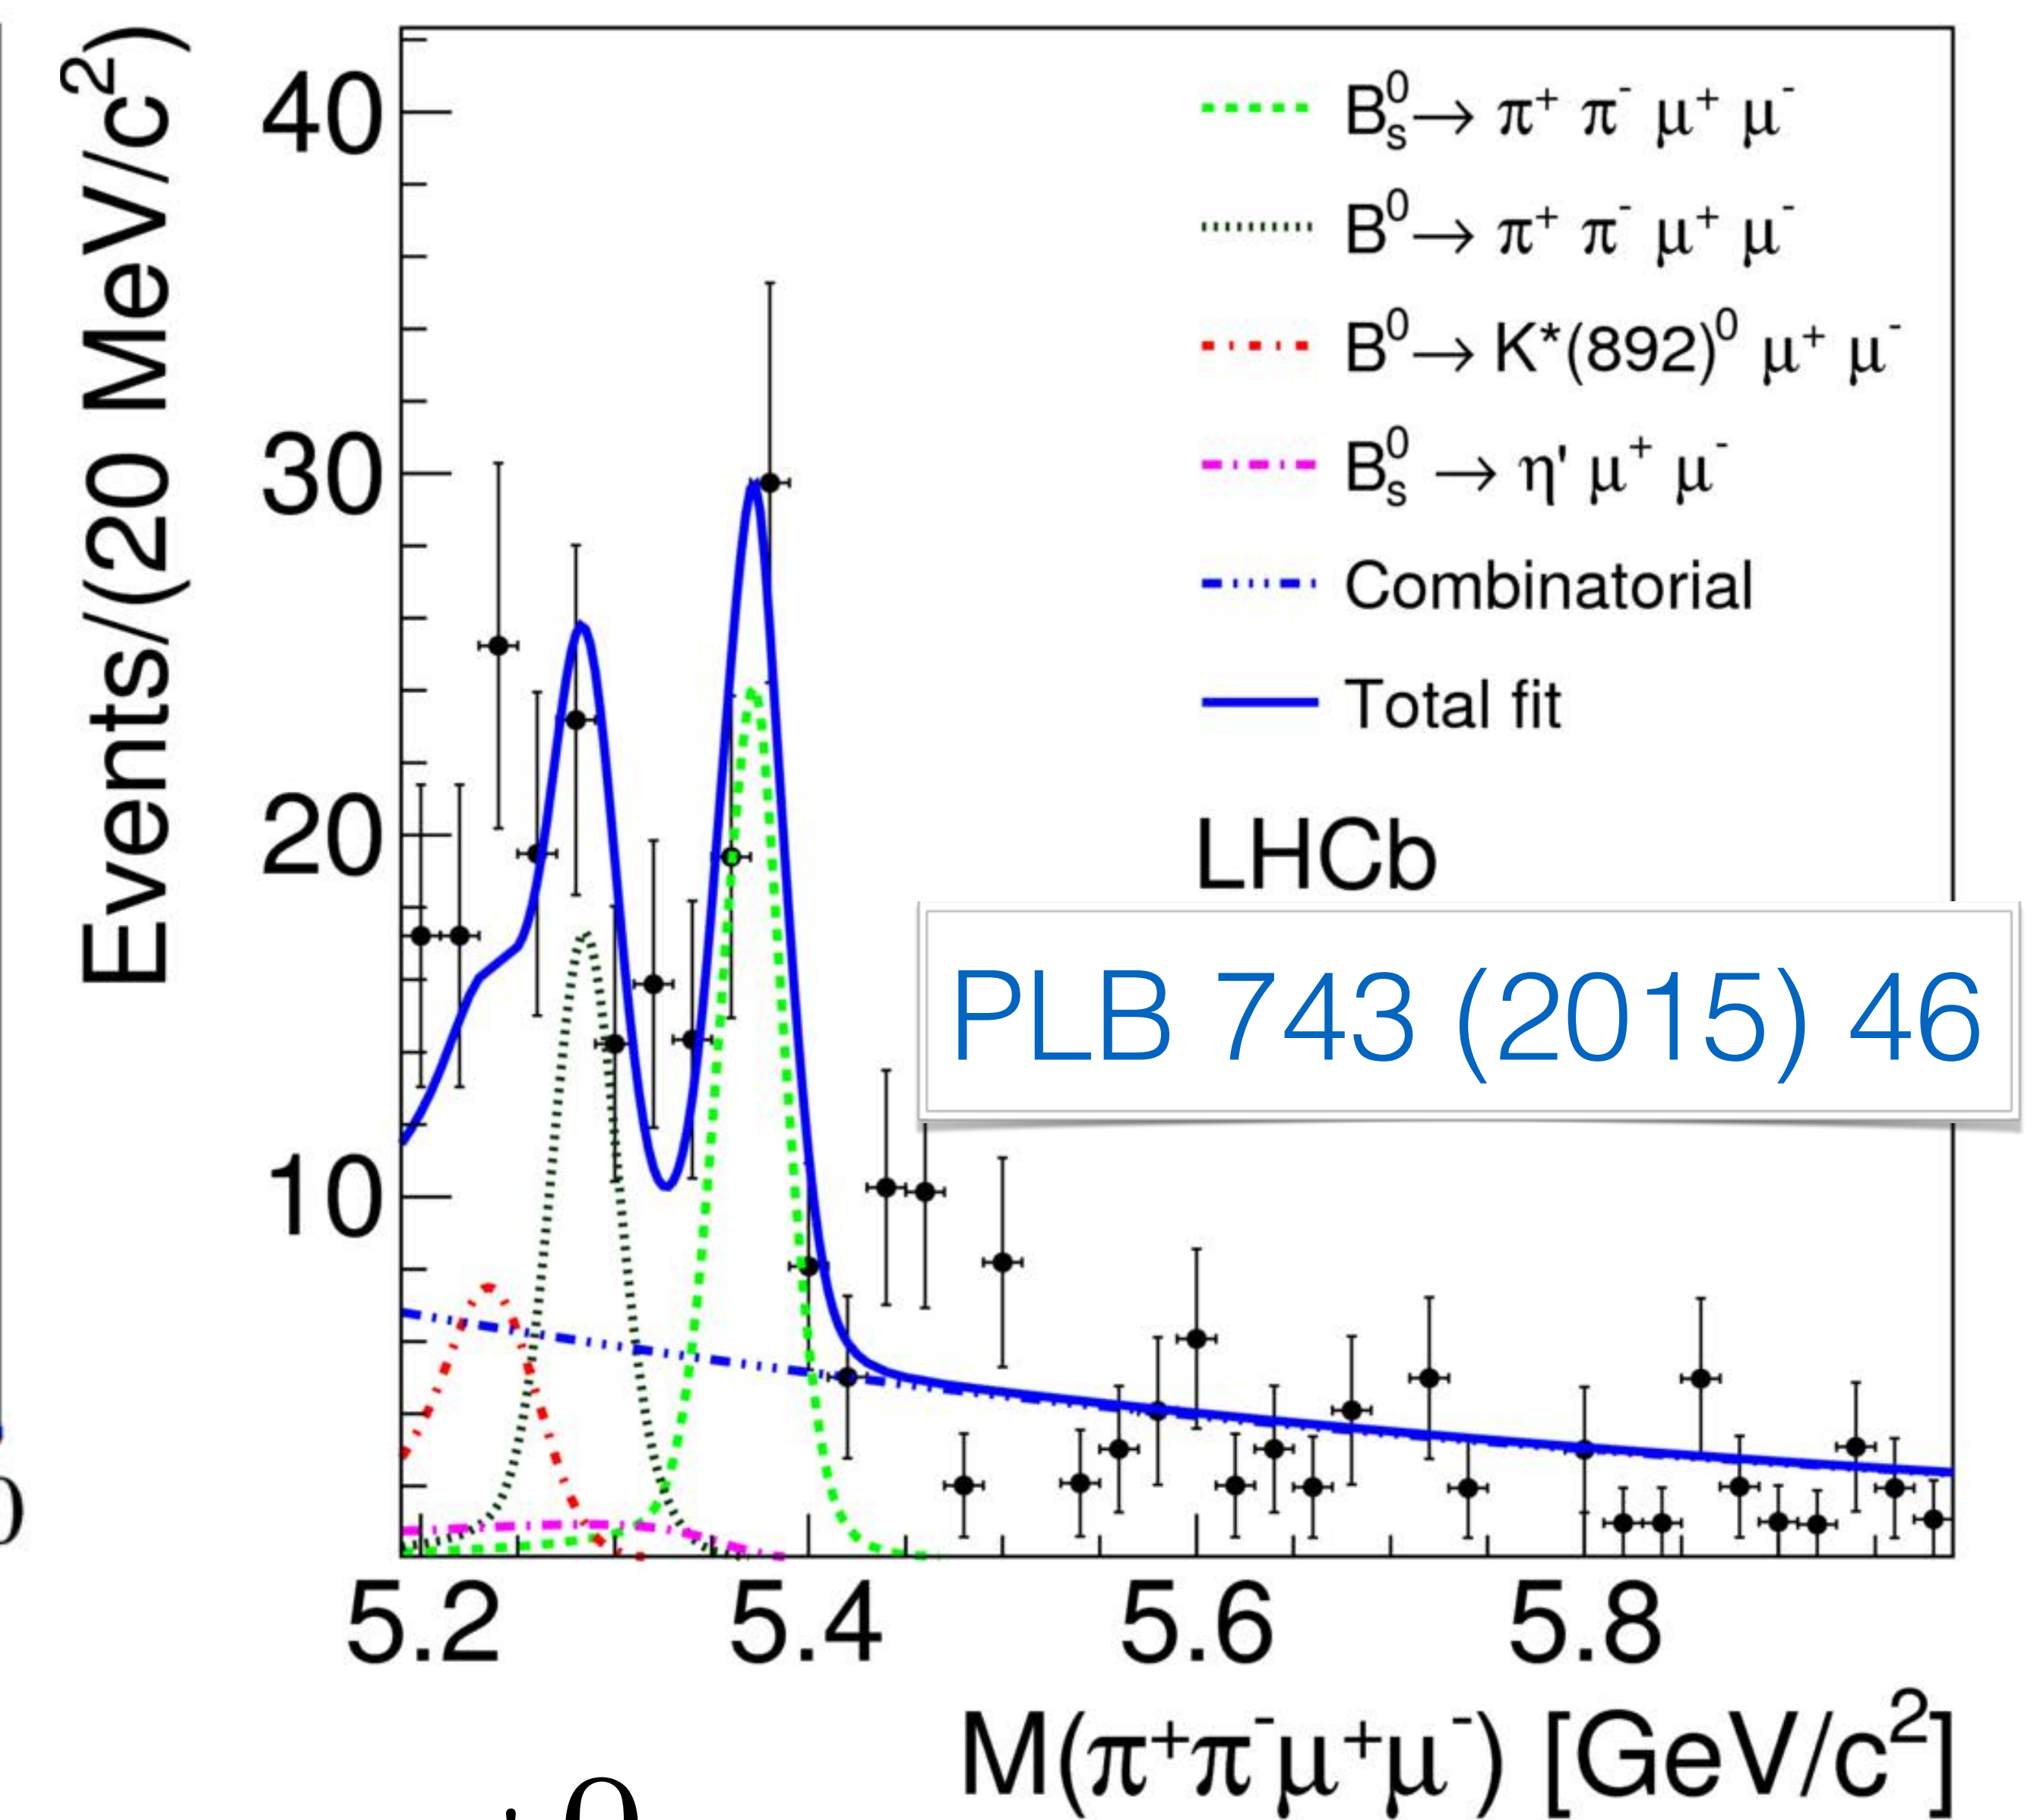 Events/(20 MeV/c²)
40
30
20
10
B⁰ₛ→ π⁺ π⁻ μ⁺ μ⁻
B⁰→ π⁺ π⁻ μ⁺ μ⁻
B⁰→ K*(892)⁰ μ⁺ μ⁻
B⁰ₛ → η' μ⁺ μ⁻
Combinatorial
Total fit
LHCb
PLB 743 (2015) 46
5.2 5.4 5.6 5.8
M(π⁺π⁻μ⁺μ⁻) [GeV/c²]